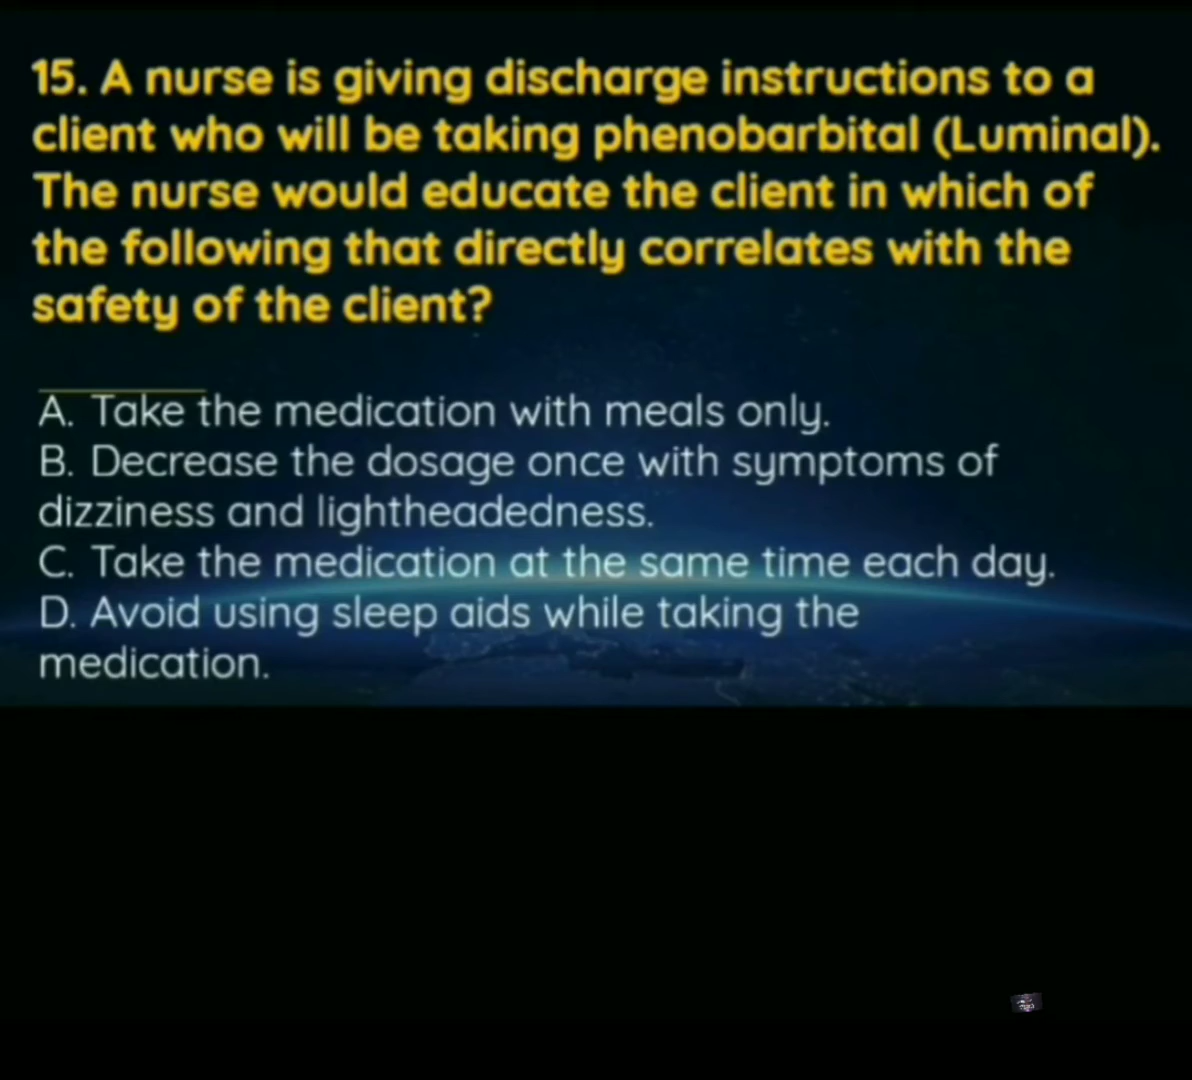 15. A nurse is giving discharge instructions to a
client who will be taking phenobarbital (Luminal).
The nurse would educate the client in which of
the following that directly correlates with the
safety of the client?
A. Take the medication with meals only.
B. Decrease the dosage once with symptoms of
dizziness and lightheadedness.
C. Take the medication at the same time each day.
D. Avoid using sleep aids while taking the
medication.